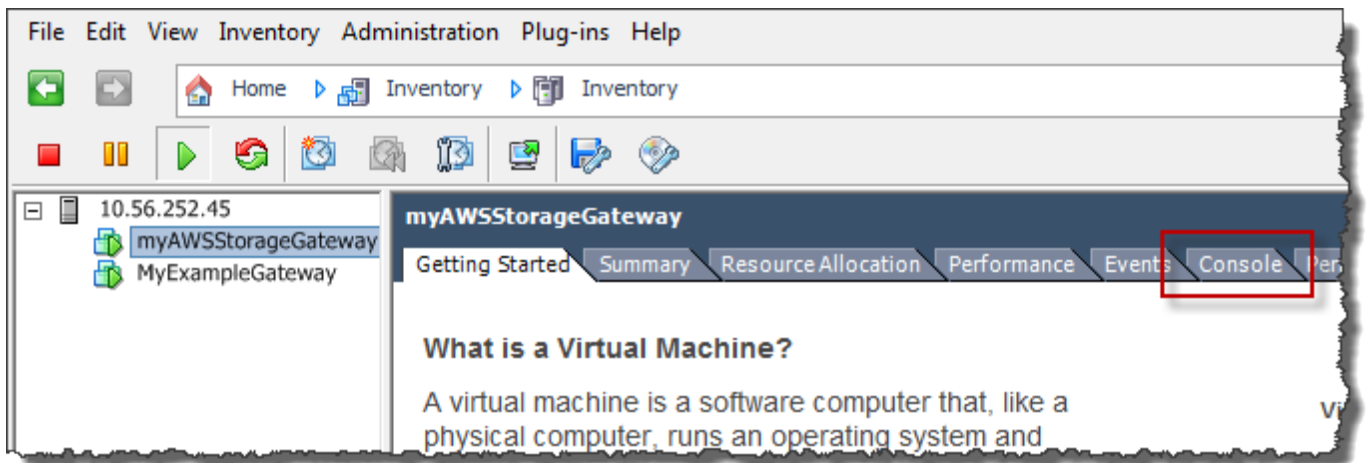 File Edit View Inventory Administration Plug-ins Help
Home Inventory Inventory
10.56.252.45
myAWSStorageGateway
MyExampleGateway
myAWSStorageGateway
Getting Started Summary Resource Allocation Performance Events Console
What is a Virtual Machine?
A virtual machine is a software computer that, like a
physical computer, runs an operating system and